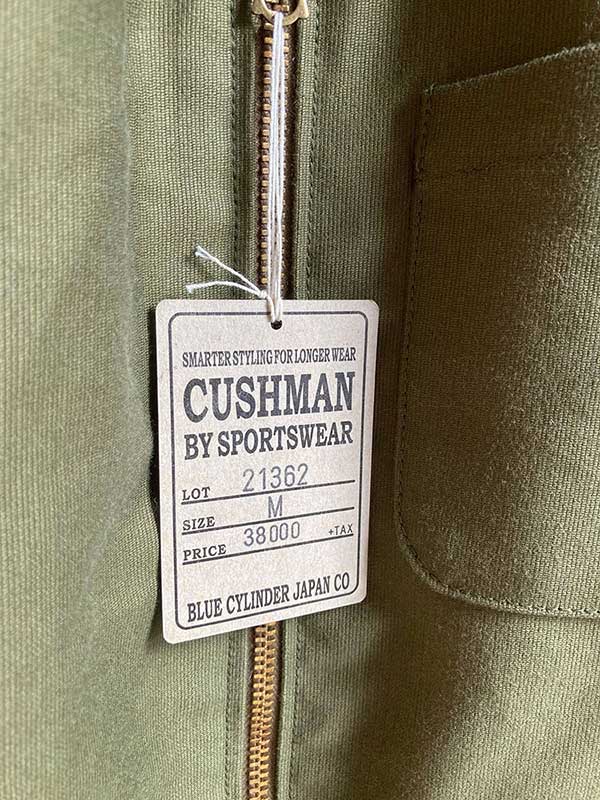 SMARTER STYLING FOR LONGER WEAR
CUSHMAN
BY SPORTSWEAR
LOT 21362
SIZE M
PRICE 38000 +TAX
BLUE CYLINDER JAPAN CO